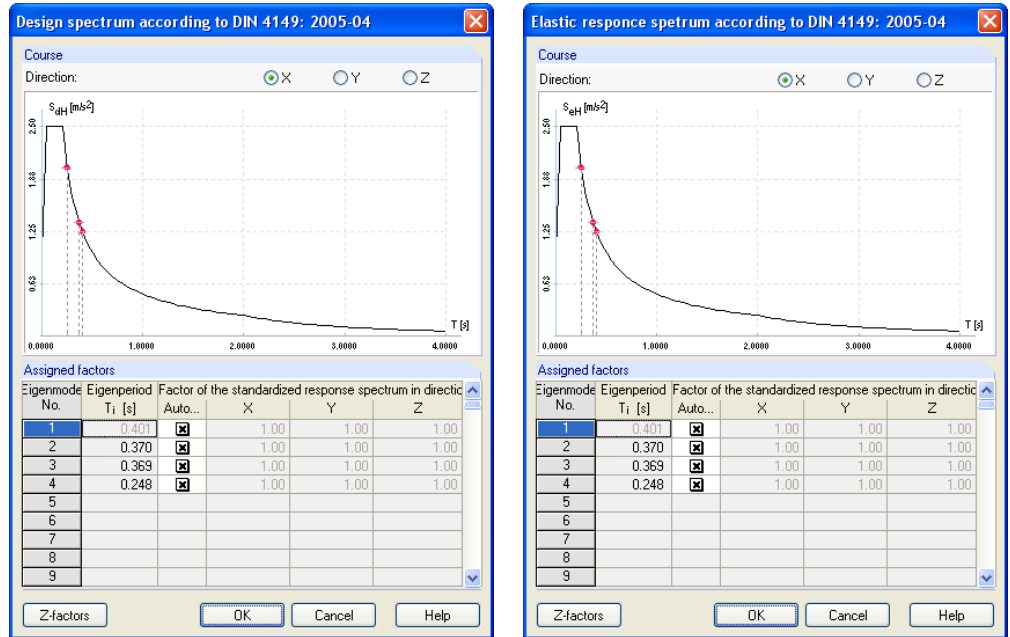 Design spectrum according to DIN 4149: 2005-04
Course
Direction:
X
Y
Z
SdH [m/s2]
2.50
1.88
1.25
0.63
T [s]
0.0000 1.0000 2.0000 3.0000 4.0000
Assigned factors
Eigenmode Eigenperiod Factor of the standardized response spectrum in directic
No. Ti [s] Auto... X Y Z
1 0.401 1.00 1.00 1.00
2 0.370 1.00 1.00 1.00
3 0.369 1.00 1.00 1.00
4 0.248 1.00 1.00 1.00
5
6
7
8
9
Z-factors OK Cancel Help
Elastic responce spetrum according to DIN 4149: 2005-04
Course
Direction:
X
Y
Z
SeH [m/s2]
2.50
1.88
1.25
0.63
T [s]
0.0000 1.0000 2.0000 3.0000 4.0000
Assigned factors
Eigenmode Eigenperiod Factor of the standardized response spectrum in directic
No. Ti [s] Auto... X Y Z
1 0.401 1.00 1.00 1.00
2 0.370 1.00 1.00 1.00
3 0.369 1.00 1.00 1.00
4 0.248 1.00 1.00 1.00
5
6
7
8
9
Z-factors OK Cancel Help